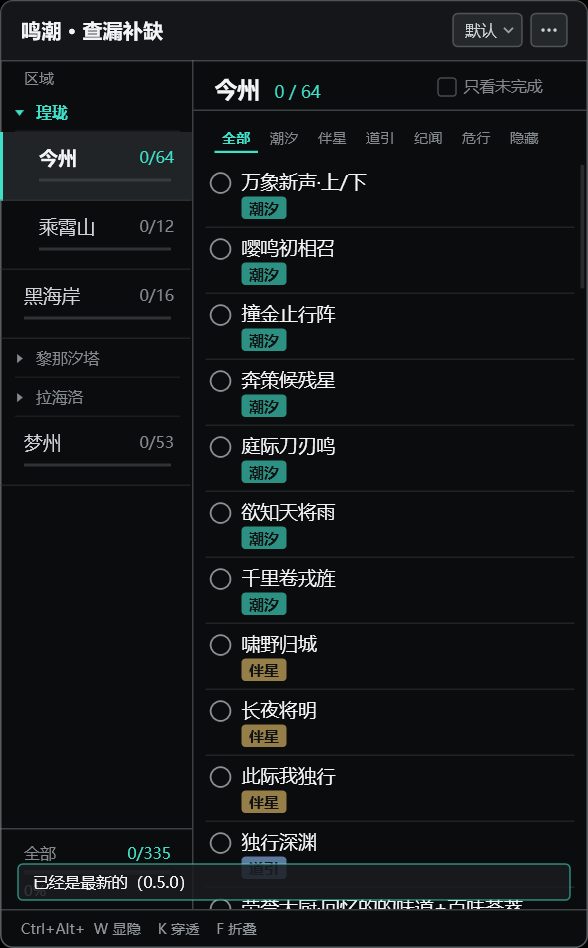 鸣潮 • 查漏补缺
默认
区域
瑝珑
今州 0/64
乘霄山 0/12
黑海岸 0/16
黎那汐塔
拉海洛
梦州 0/53
全部 0/335
0%
今州 0 / 64
只看未完成
全部 潮汐 伴星 道引 纪闻 危行 隐藏
万象新声·上/下
潮汐
嘤鸣初相召
潮汐
撞金止行阵
潮汐
奔策候残星
潮汐
庭际刀刃鸣
潮汐
欲知天将雨
潮汐
千里卷戎旌
潮汐
啸野归城
伴星
长夜将明
伴星
此际我独行
伴星
独行深渊
道引
已经是最新的（0.5.0）
Ctrl+Alt+ W 显隐 K 穿透 F 折叠